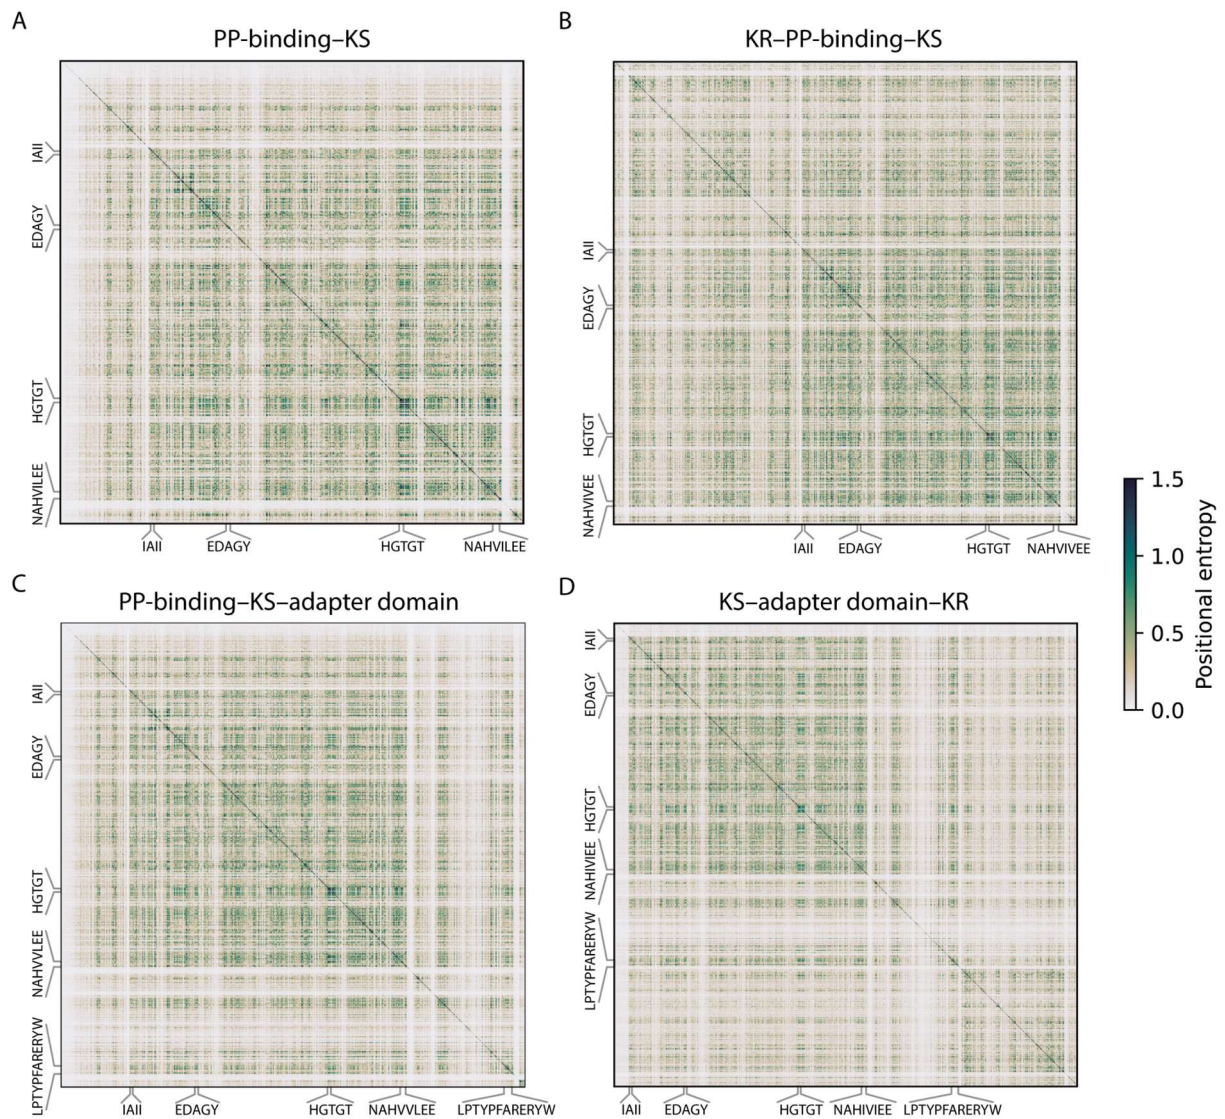 A
PP-binding–KS
IAII
EDAGY
HGTGT
NAHVILEE
IAII
EDAGY
HGTGT
NAHVILEE
B
KR–PP-binding–KS
IAII
EDAGY
HGTGT
NAHVIVEE
IAII
EDAGY
HGTGT
NAHVIVEE
C
PP-binding–KS–adapter domain
IAII
EDAGY
HGTGT
NAHVVLEE
LPTYPFARERYW
IAII
EDAGY
HGTGT
NAHVVLEE
LPTYPFARERYW
D
KS–adapter domain–KR
IAII
EDAGY
HGTGT
NAHIVIEE
LPTYPFARERYW
IAII
EDAGY
HGTGT
NAHIVIEE
LPTYPFARERYW
1.5
1.0
0.5
0.0
Positional entropy